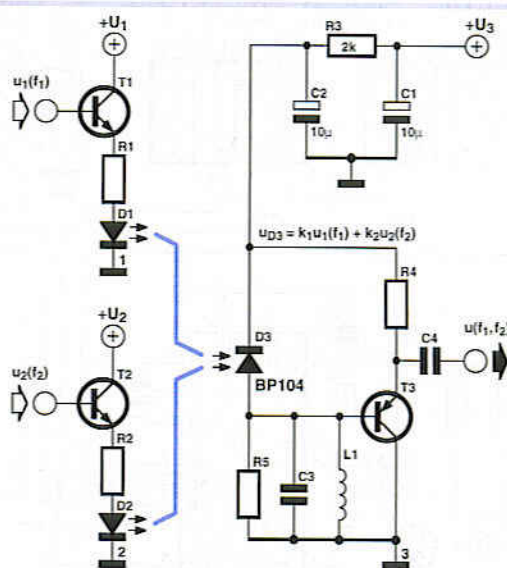 +U1
u1(f1)
T1
R1
D1
1
+U2
u2(f2)
T2
R2
D2
2
R3
2k
+U3
C2
10µ
C1
10µ
uD3 = k1u1(f1) + k2u2(f2)
R4
D3
BP104
C4
u(f1,f2)
T3
R5
C3
L1
3